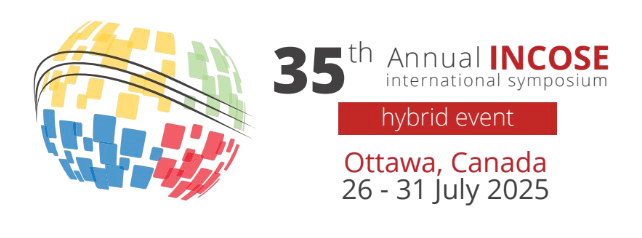 35th Annual INCOSE
international symposium
hybrid event
Ottawa, Canada
26 - 31 July 2025